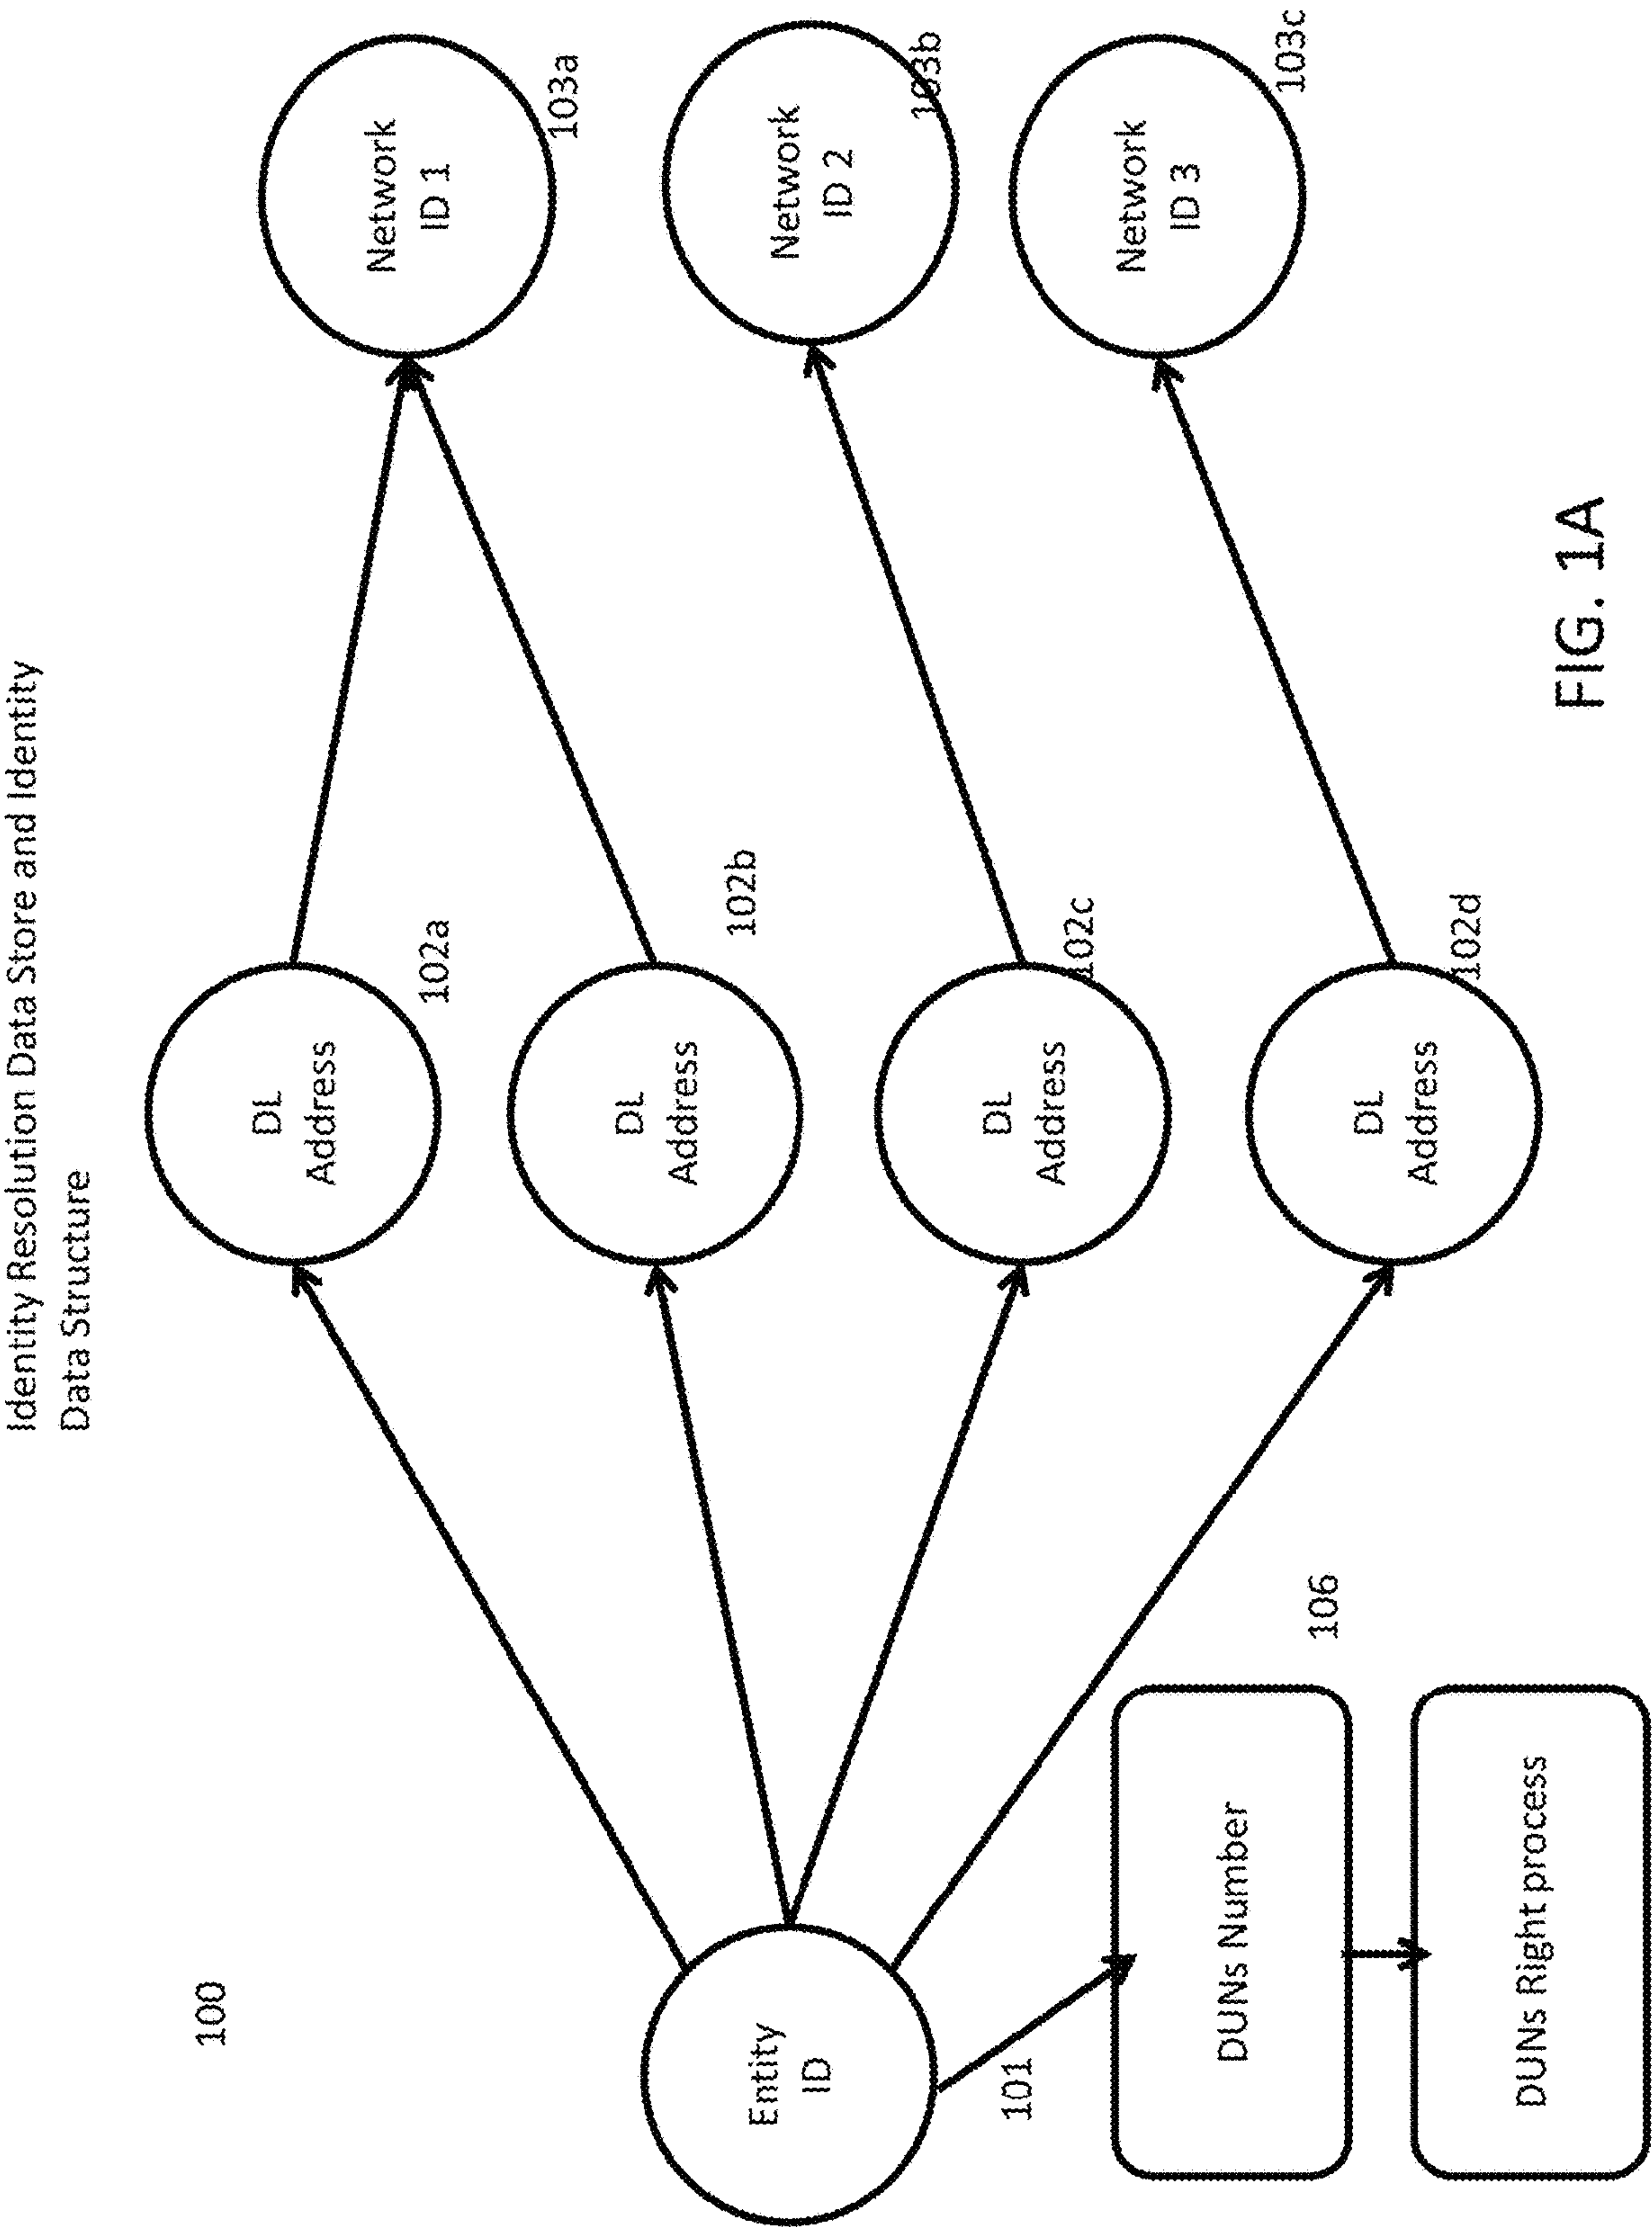 Identity Resolution Data Store and Identity
Data Structure
100
Entity
ID
101
DUNs Number
106
DUNs Right process
DL
Address
102a
DL
Address
102b
DL
Address
102c
DL
Address
102d
Network
ID 1
103a
Network
ID 2
103b
Network
ID 3
103c
FIG. 1A